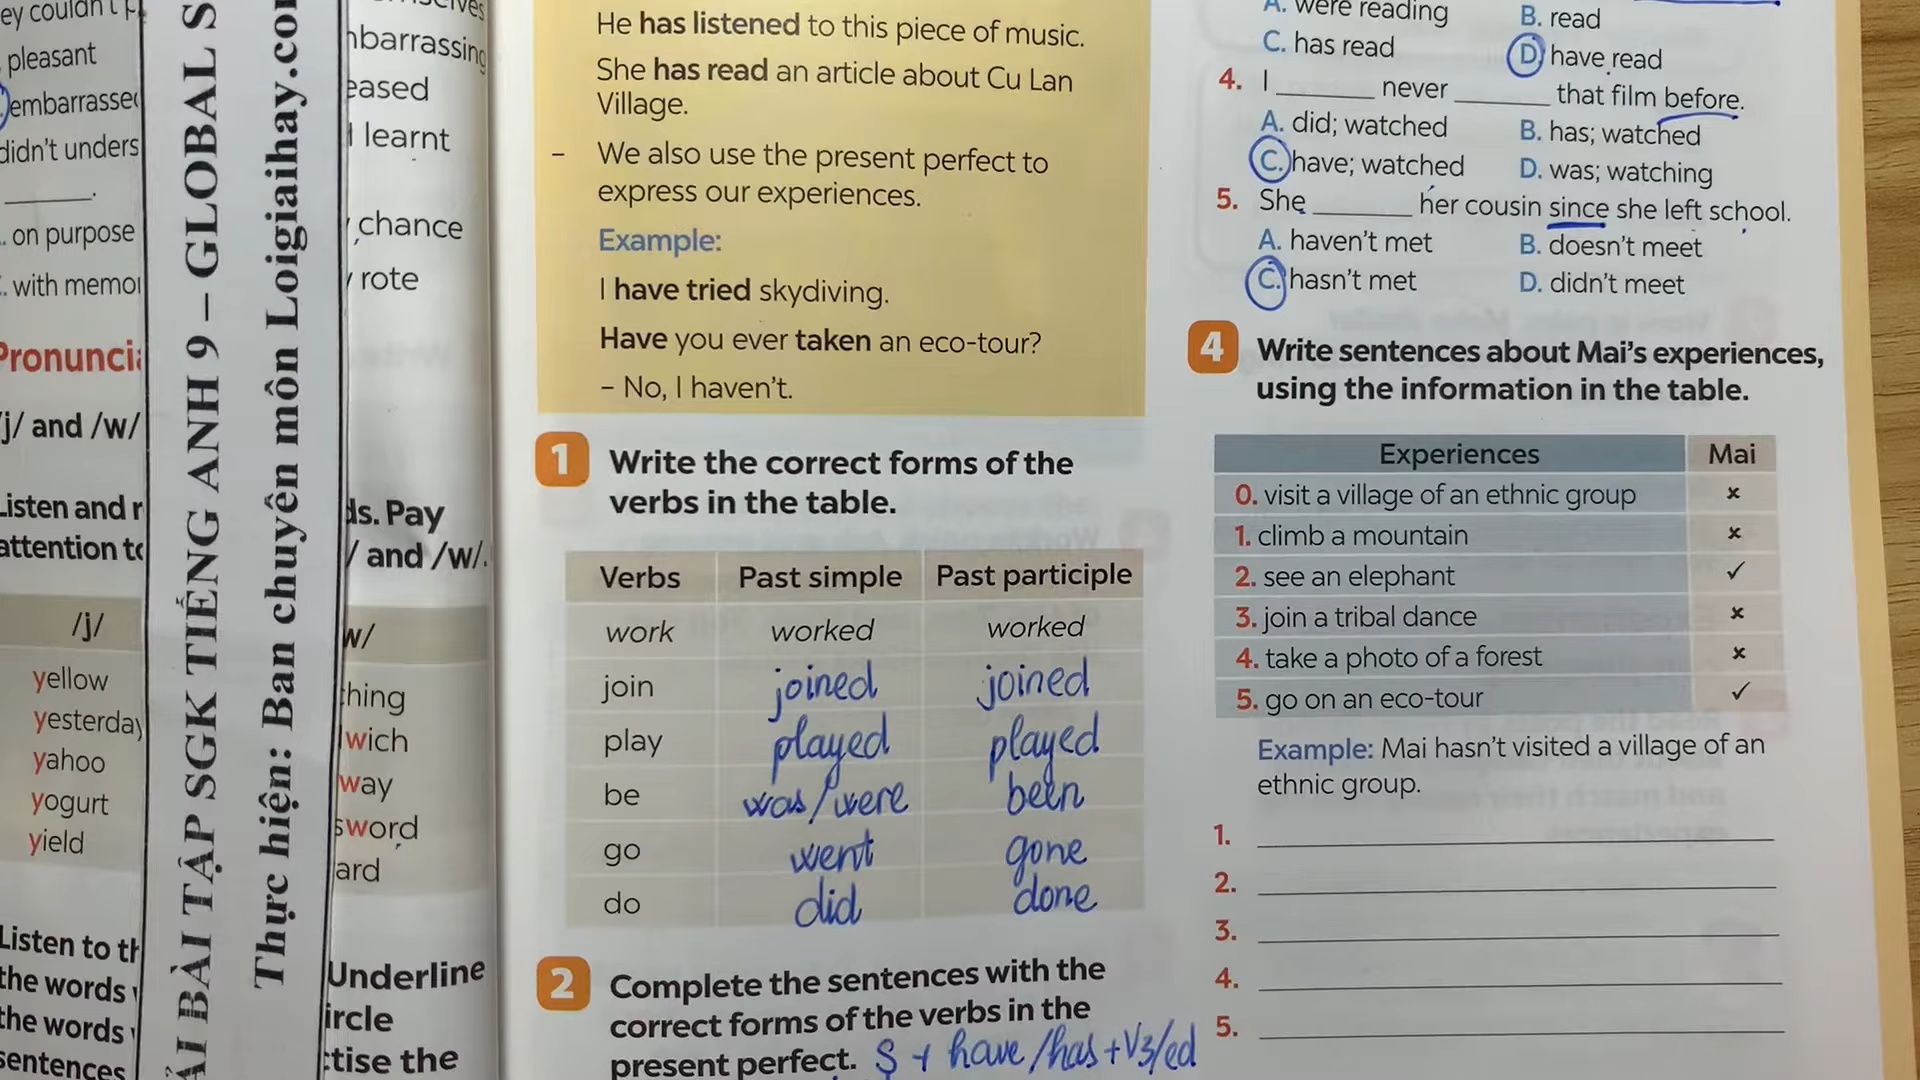 pleasant
embarrassed
didn't unders
on purpose
with memor
Pronuncia
/j/ and /w/
Listen and r
attention to
/j/
yellow
yesterday
yahoo
yogurt
yield
Listen to th
the words
the words
sentences
ẢI BÀI TẬP SGK TIẾNG ANH 9 – GLOBAL S
Thực hiện: Ban chuyên môn Loigiaihay.com
mbarrassing
eased
learnt
chance
rote
ds. Pay
/ and /w/.
w/
thing
wich
way
sword
ard
Underline
ircle
tise the
He has listened to this piece of music.
She has read an article about Cu Lan
Village.
– We also use the present perfect to
express our experiences.
Example:
I have tried skydiving.
Have you ever taken an eco-tour?
– No, I haven't.
1 Write the correct forms of the
verbs in the table.
Verbs Past simple Past participle
work worked worked
join joined joined
play played played
be was/were been
go went gone
do did done
2 Complete the sentences with the
correct forms of the verbs in the
present perfect. S + have/has + V3/ed
A. were reading B. read
C. has read D. have read
4. I ______ never ______ that film before.
A. did; watched B. has; watched
C. have; watched D. was; watching
5. She ______ her cousin since she left school.
A. haven't met B. doesn't meet
C. hasn't met D. didn't meet
4 Write sentences about Mai's experiences,
using the information in the table.
Experiences Mai
0. visit a village of an ethnic group ×
1. climb a mountain ×
2. see an elephant ✓
3. join a tribal dance ×
4. take a photo of a forest ×
5. go on an eco-tour ✓
Example: Mai hasn't visited a village of an
ethnic group.
1.
2.
3.
4.
5.